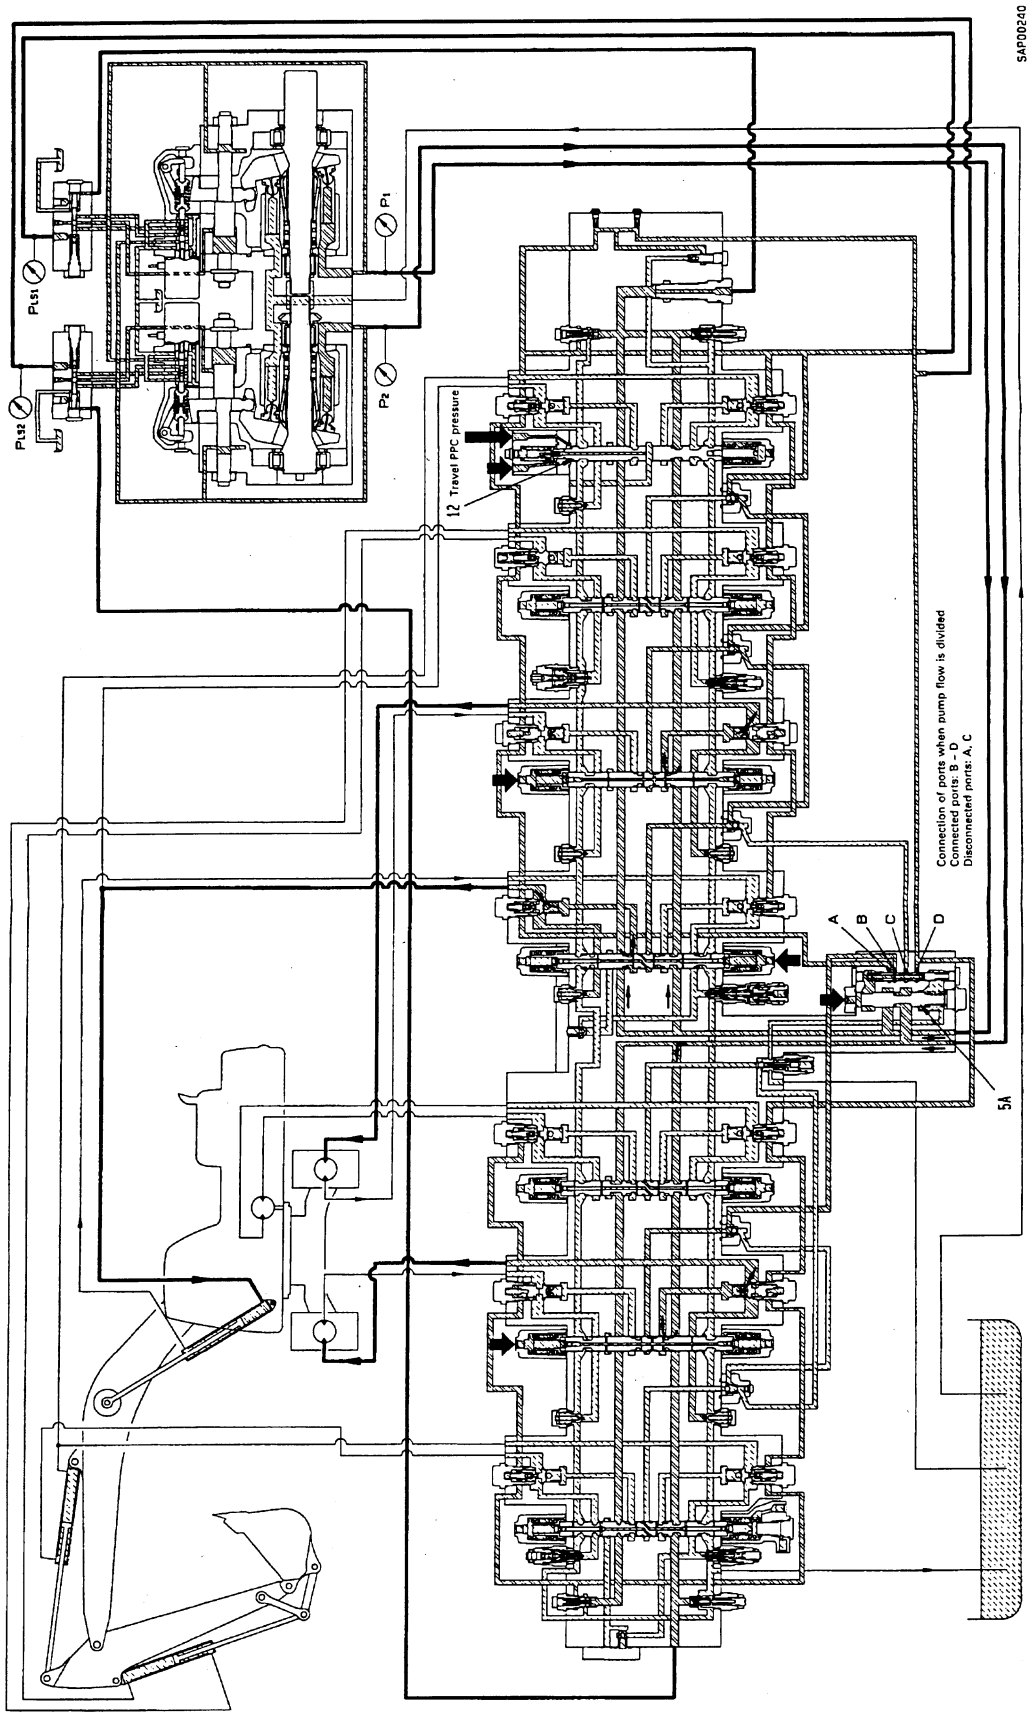 SAP00240
PLS1
PLS2
P1
P2
12 Travel PPC pressure
Connection of ports when pump flow is divided
Connected ports: B - D
Disconnected ports: A, C
A
B
C
D
5A